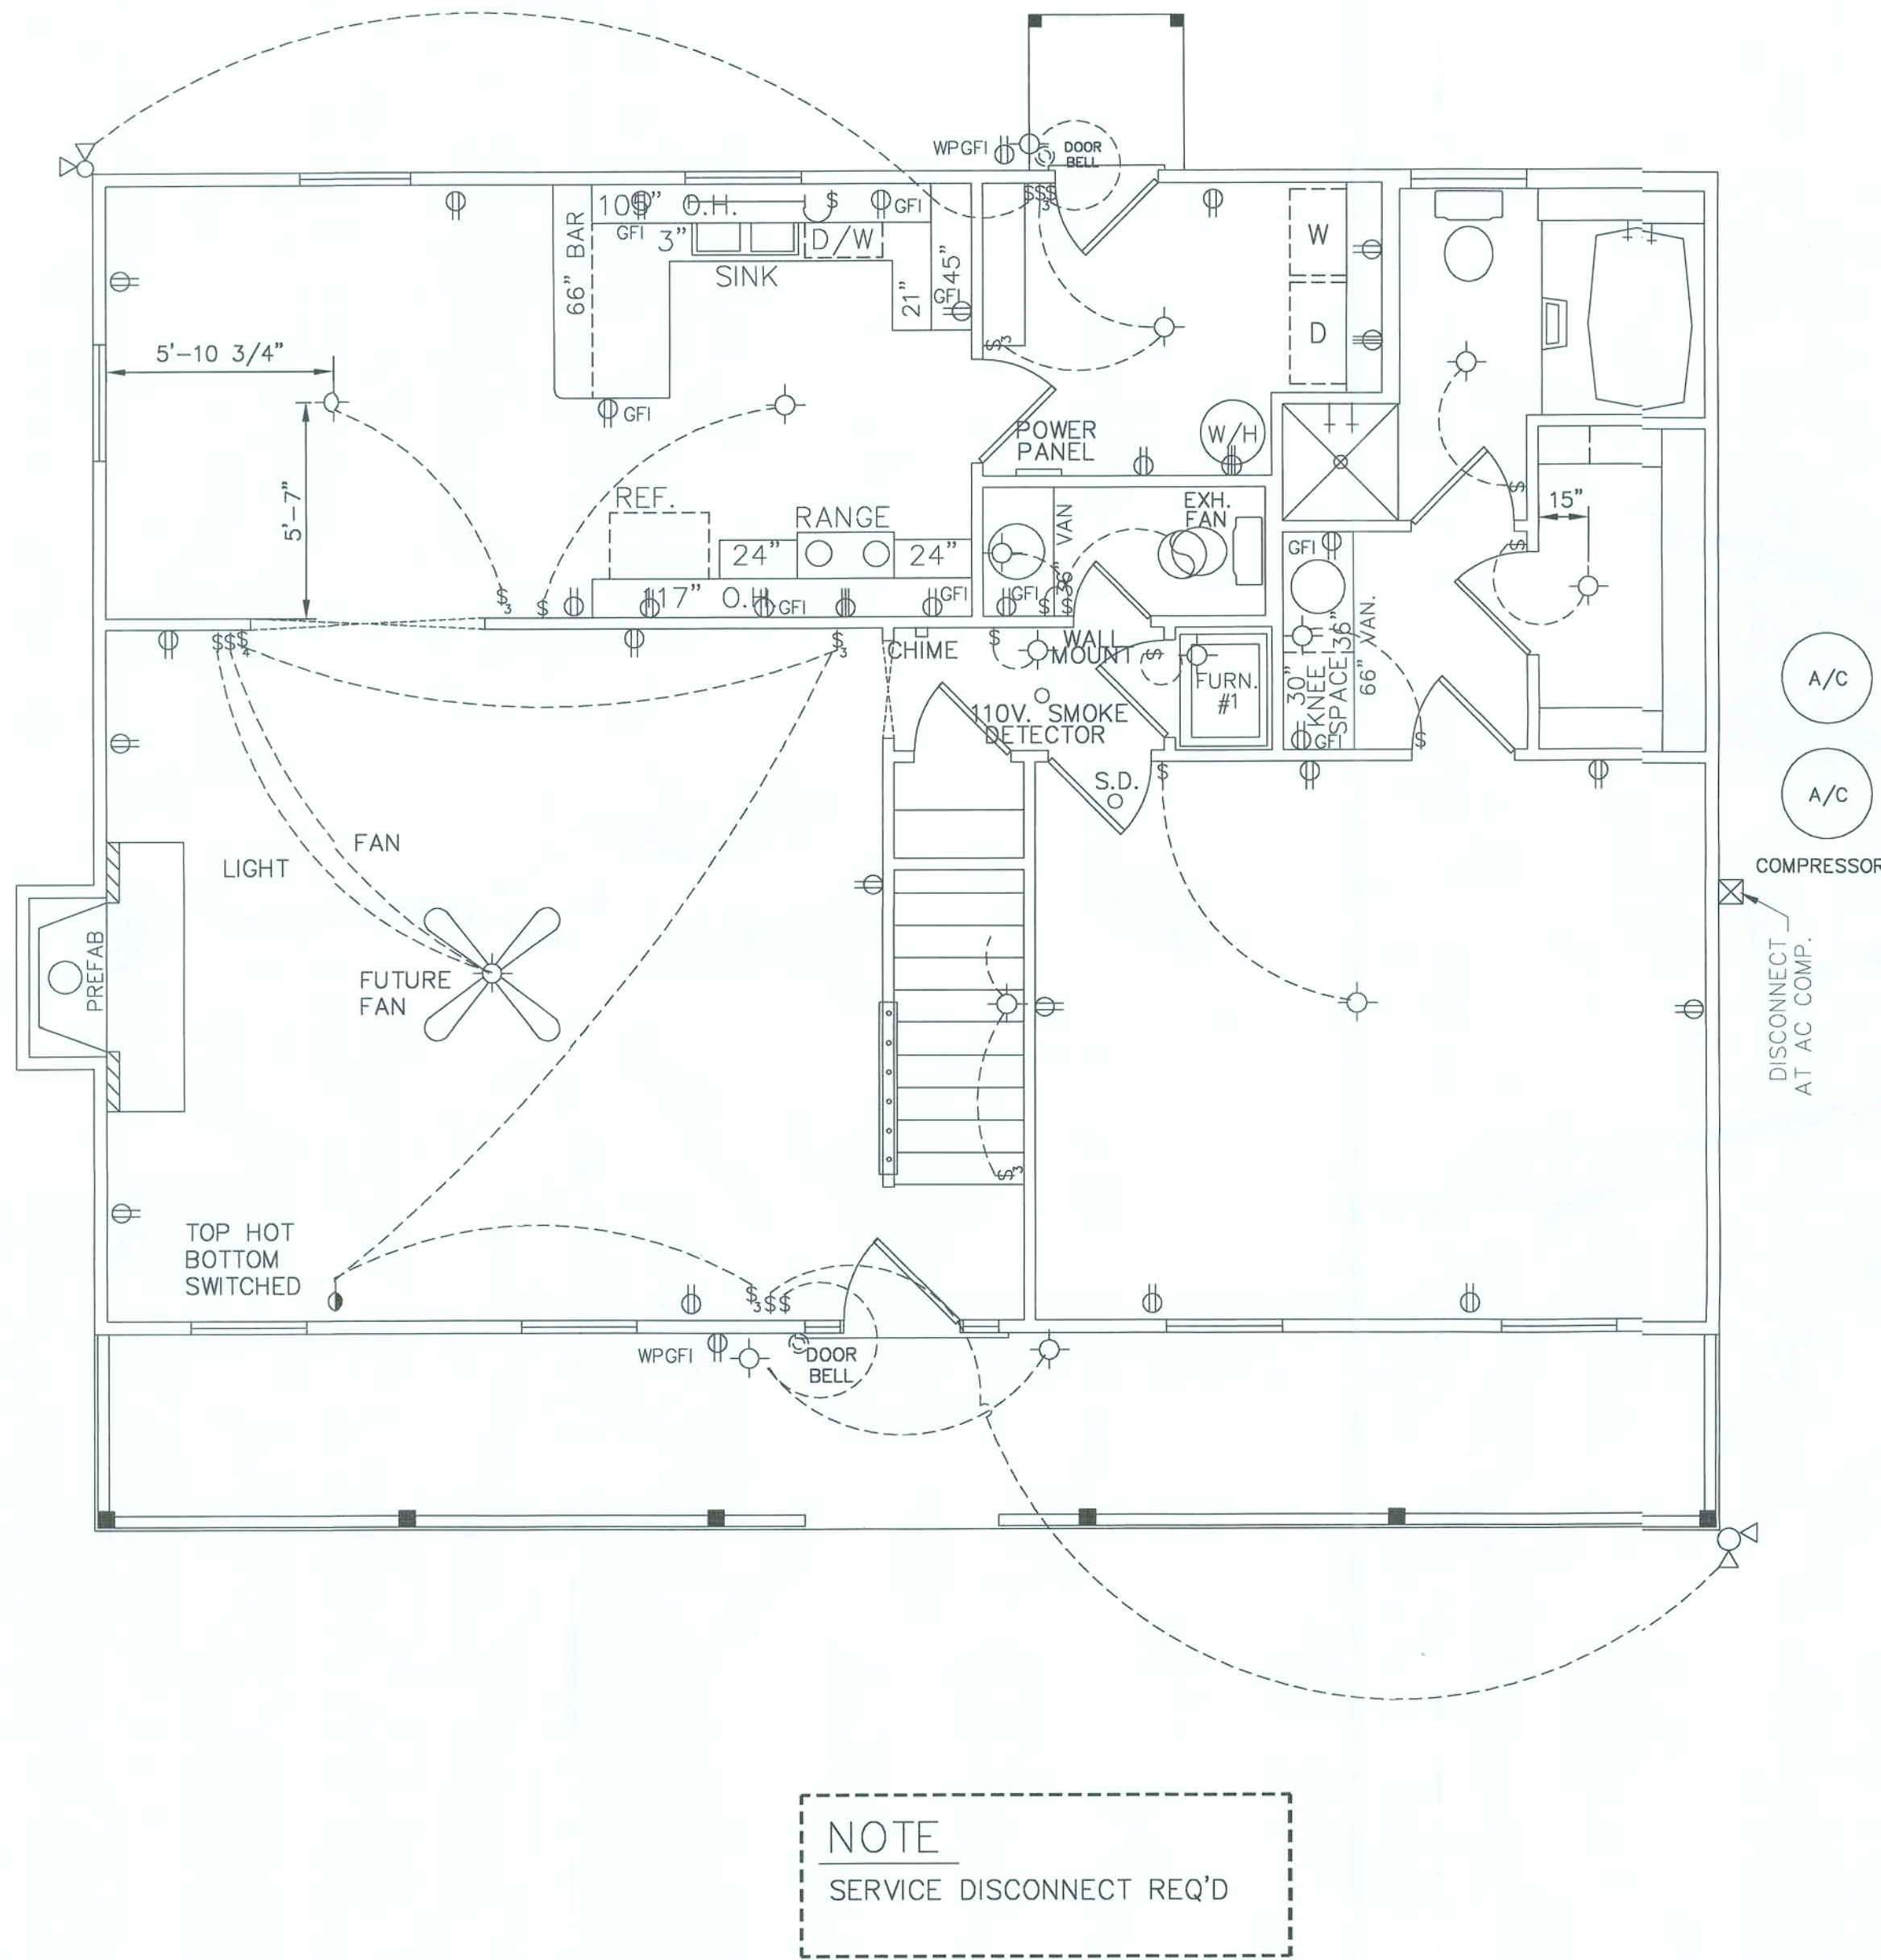 WPGFI
DOOR
BELL
109" O.H.
GFI
GFI
3"
D/W
SINK
66" BAR
21"
45"
GFI
W
D
5'-10 3/4"
GFI
5'-7"
POWER
PANEL
W/H
REF.
RANGE
24"
24"
117" O.H.
GFI
GFI
VAN
36"
GFI
EXH.
FAN
GFI
15"
CHIME
WALL
MOUNT
FURN.
#1
30"
KNEE
SPACE
36"
66" VAN.
GFI
110V. SMOKE
DETECTOR
S.D.
A/C
A/C
COMPRESSOR
DISCONNECT
AT AC COMP.
FAN
LIGHT
PREFAB
FUTURE
FAN
TOP HOT
BOTTOM
SWITCHED
WPGFI
DOOR
BELL
NOTE
SERVICE DISCONNECT REQ'D